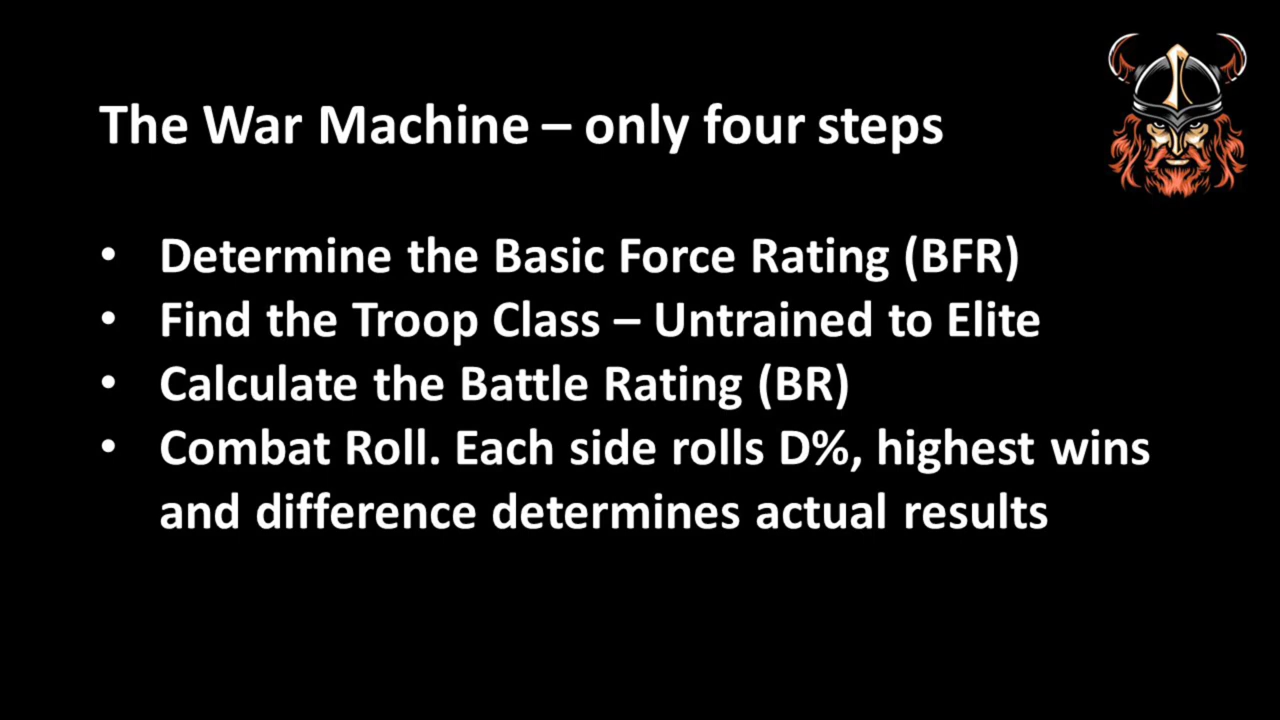 The War Machine – only four steps
• Determine the Basic Force Rating (BFR)
• Find the Troop Class – Untrained to Elite
• Calculate the Battle Rating (BR)
• Combat Roll. Each side rolls D%, highest wins
and difference determines actual results